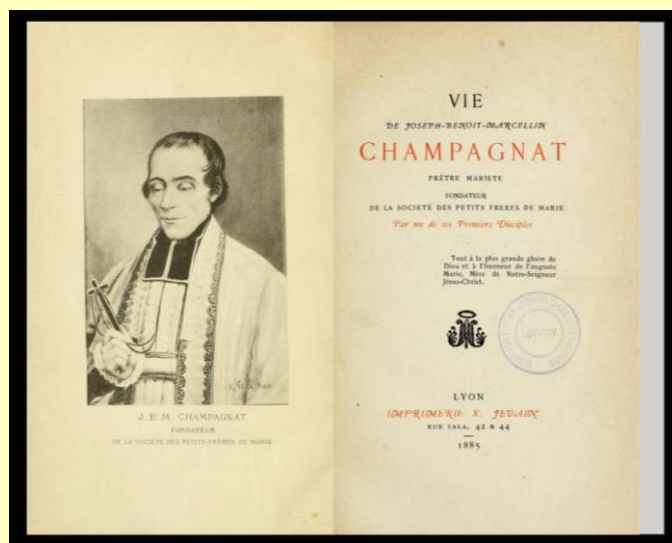 J. B. M. CHAMPAGNAT
FONDATEUR
DE LA SOCIÉTÉ DES PETITS-FRÈRES DE MARIE
VIE
DE JOSEPH-BENOIT-MARCELLIN
CHAMPAGNAT
PRÊTRE MARISTE
FONDATEUR
DE LA SOCIÉTÉ DES PETITS FRÈRES DE MARIE
Par un de ses Premiers Disciples
Tout à la plus grande gloire de
Dieu et à l'honneur de l'auguste
Marie, Mère de Notre-Seigneur
Jésus-Christ.
LYON
IMPRIMERIE X. JEVAIN
RUE SALA, 42 & 44
1885